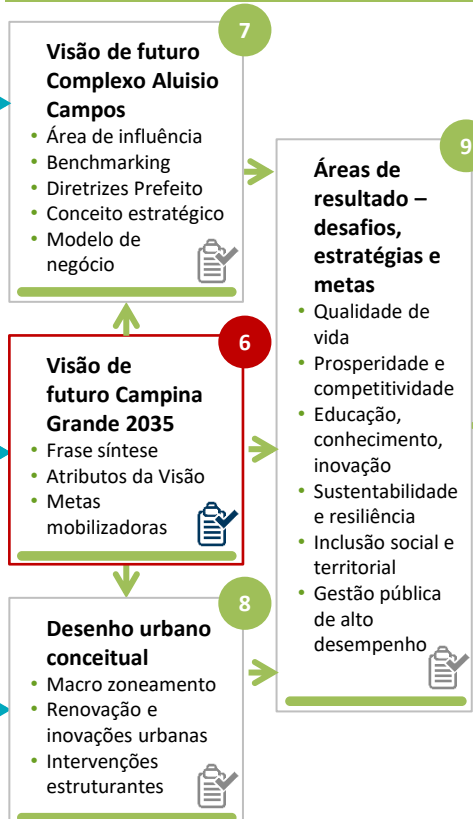 7
Visão de futuro
Complexo Aluisio
Campos
• Área de influência
• Benchmarking
• Diretrizes Prefeito
• Conceito estratégico
• Modelo de
negócio
6
Visão de
futuro Campina
Grande 2035
• Frase síntese
• Atributos da Visão
• Metas
mobilizadoras
8
Desenho urbano
conceitual
• Macro zoneamento
• Renovação e
inovações urbanas
• Intervenções
estruturantes
9
Áreas de
resultado –
desafios,
estratégias e
metas
• Qualidade de
vida
• Prosperidade e
competitividade
• Educação,
conhecimento,
inovação
• Sustentabilidade
e resiliência
• Inclusão social e
territorial
• Gestão pública
de alto
desempenho